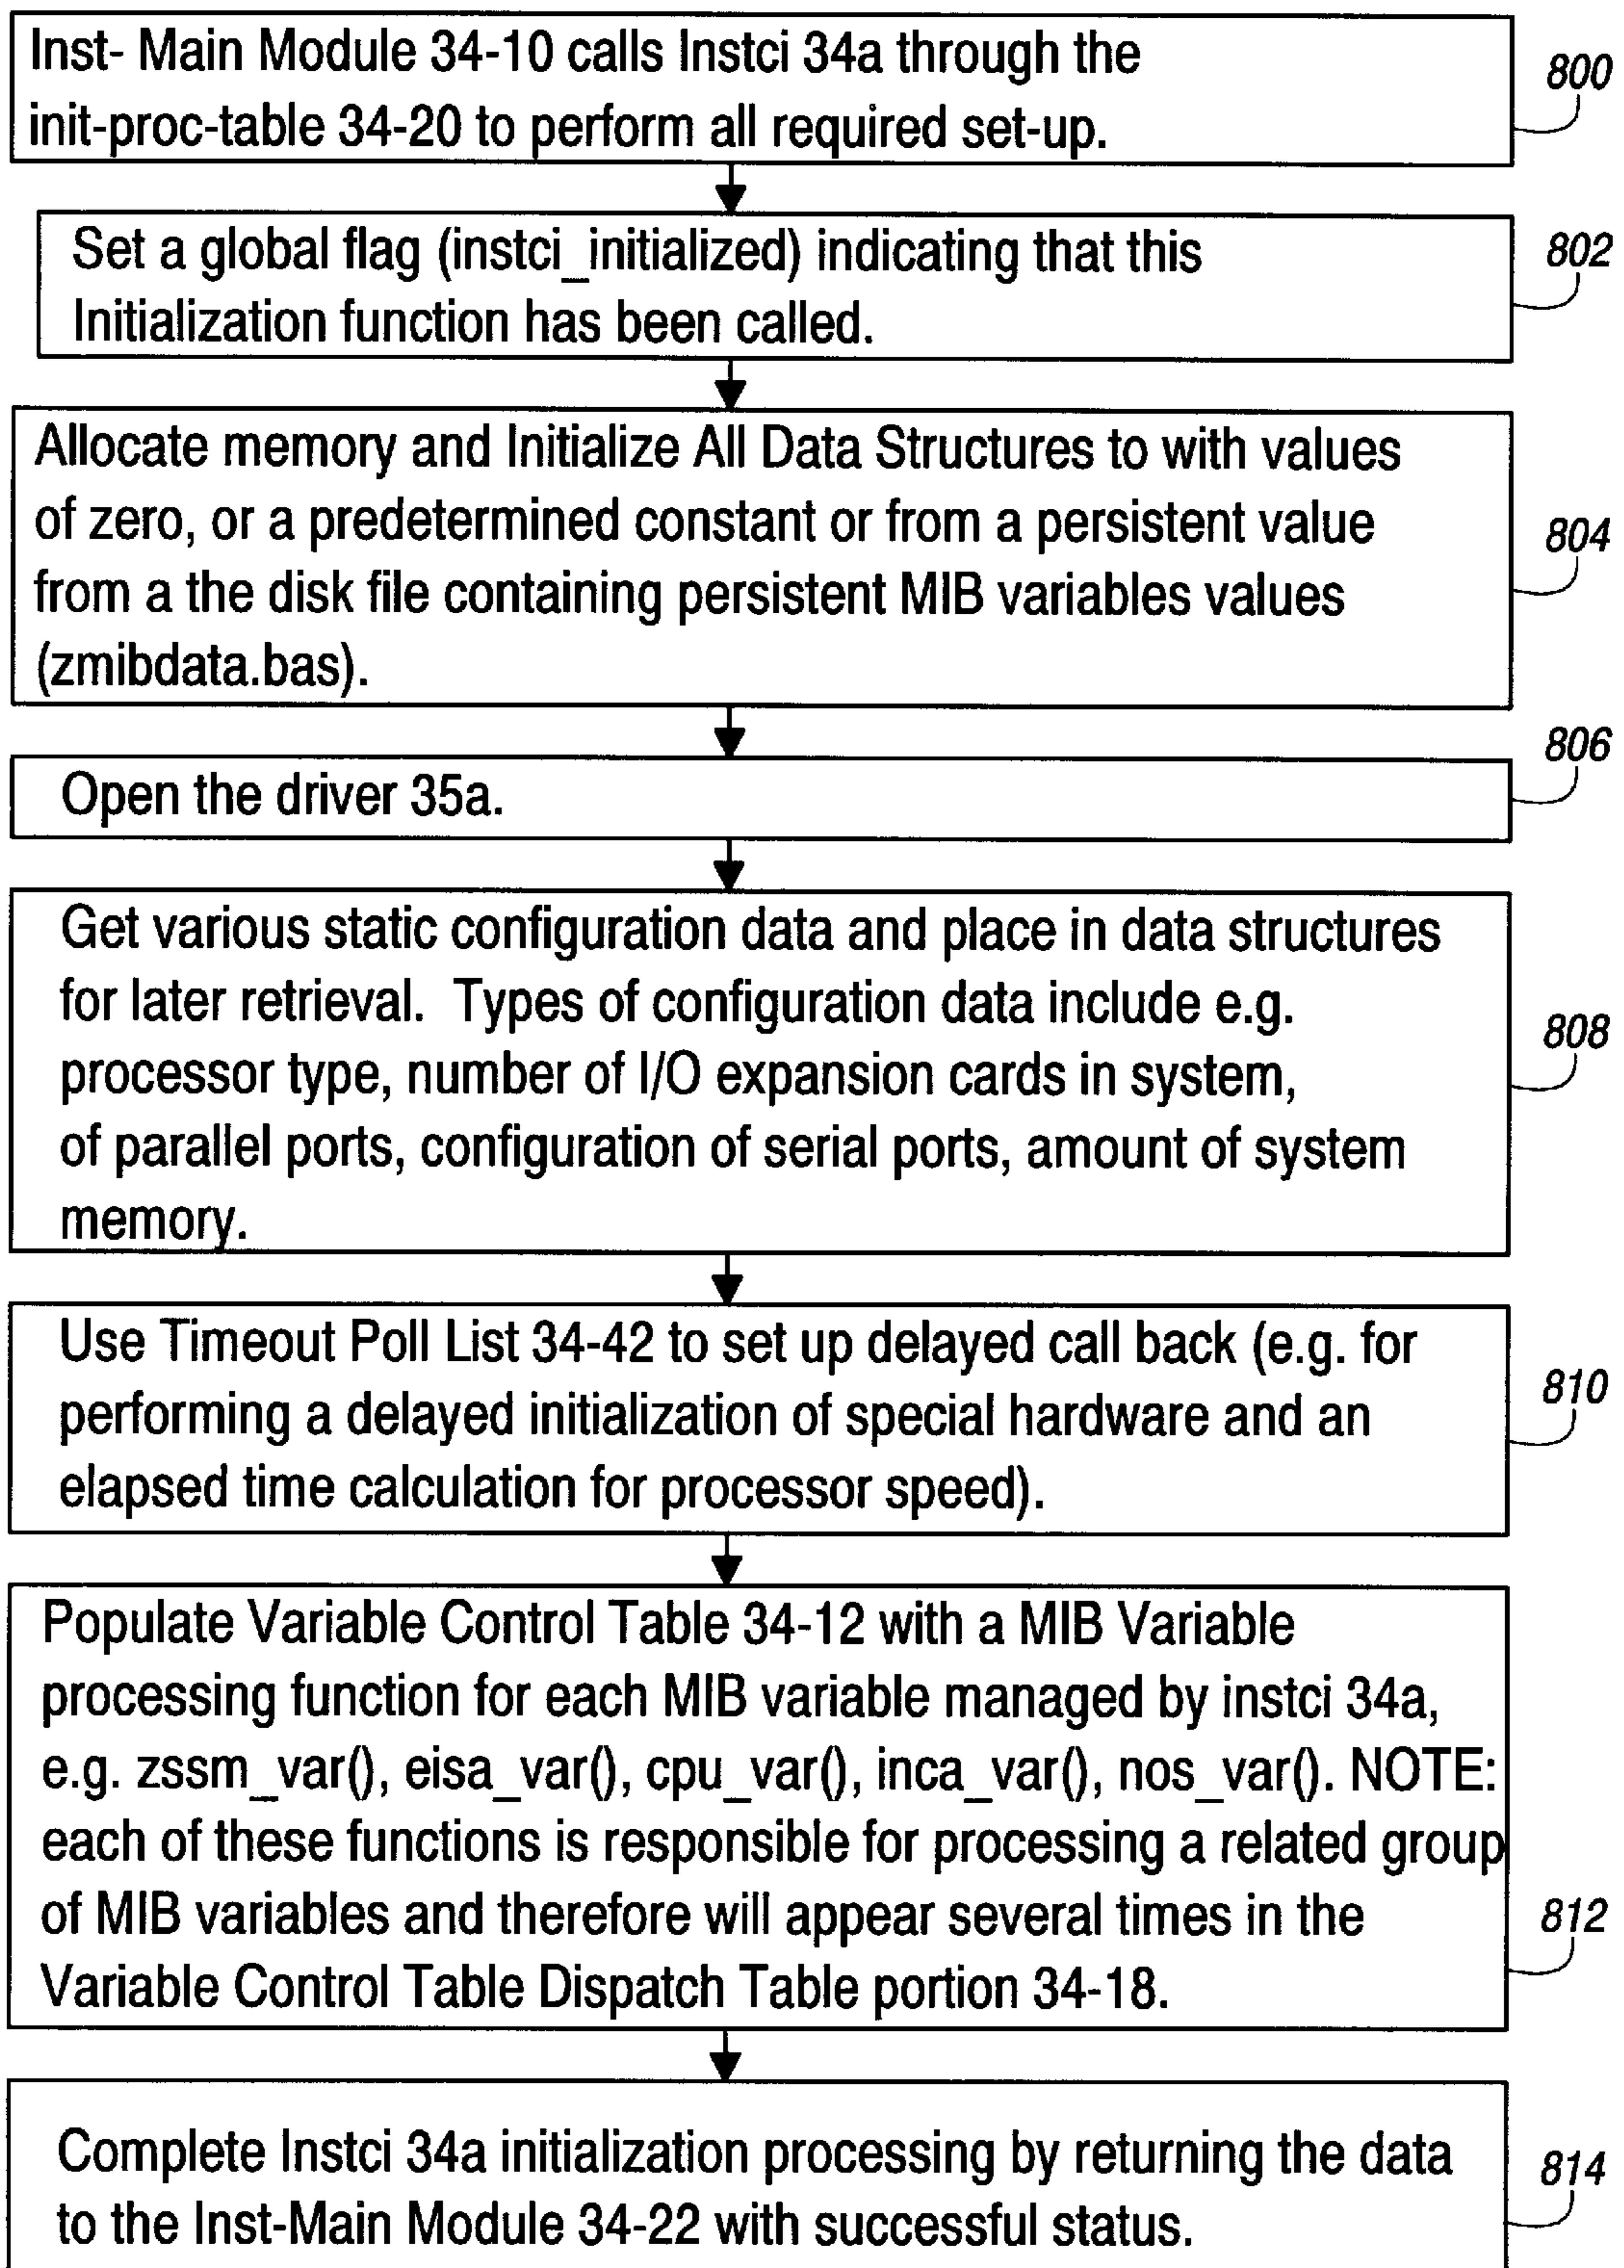 Inst- Main Module 34-10 calls Instci 34a through the
init-proc-table 34-20 to perform all required set-up.
800
Set a global flag (instci_initialized) indicating that this
Initialization function has been called.
802
Allocate memory and Initialize All Data Structures to with values
of zero, or a predetermined constant or from a persistent value
from a the disk file containing persistent MIB variables values
(zmibdata.bas).
804
Open the driver 35a.
806
Get various static configuration data and place in data structures
for later retrieval. Types of configuration data include e.g.
processor type, number of I/O expansion cards in system,
of parallel ports, configuration of serial ports, amount of system
memory.
808
Use Timeout Poll List 34-42 to set up delayed call back (e.g. for
performing a delayed initialization of special hardware and an
elapsed time calculation for processor speed).
810
Populate Variable Control Table 34-12 with a MIB Variable
processing function for each MIB variable managed by instci 34a,
e.g. zssm_var(), eisa_var(), cpu_var(), inca_var(), nos_var(). NOTE:
each of these functions is responsible for processing a related group
of MIB variables and therefore will appear several times in the
Variable Control Table Dispatch Table portion 34-18.
812
Complete Instci 34a initialization processing by returning the data
to the Inst-Main Module 34-22 with successful status.
814